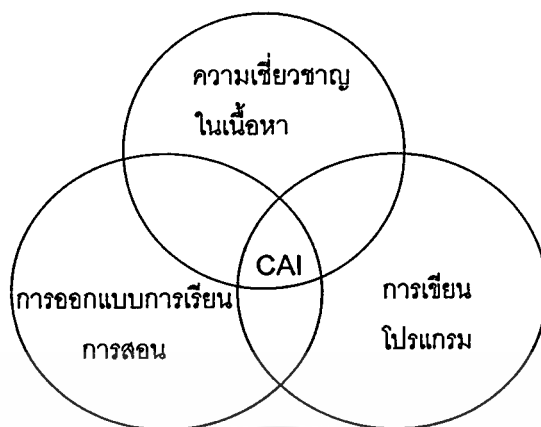 ความเชี่ยวชาญ
ในเนื้อหา
CAI
การออกแบบการเรียน
การสอน
การเขียน
โปรแกรม